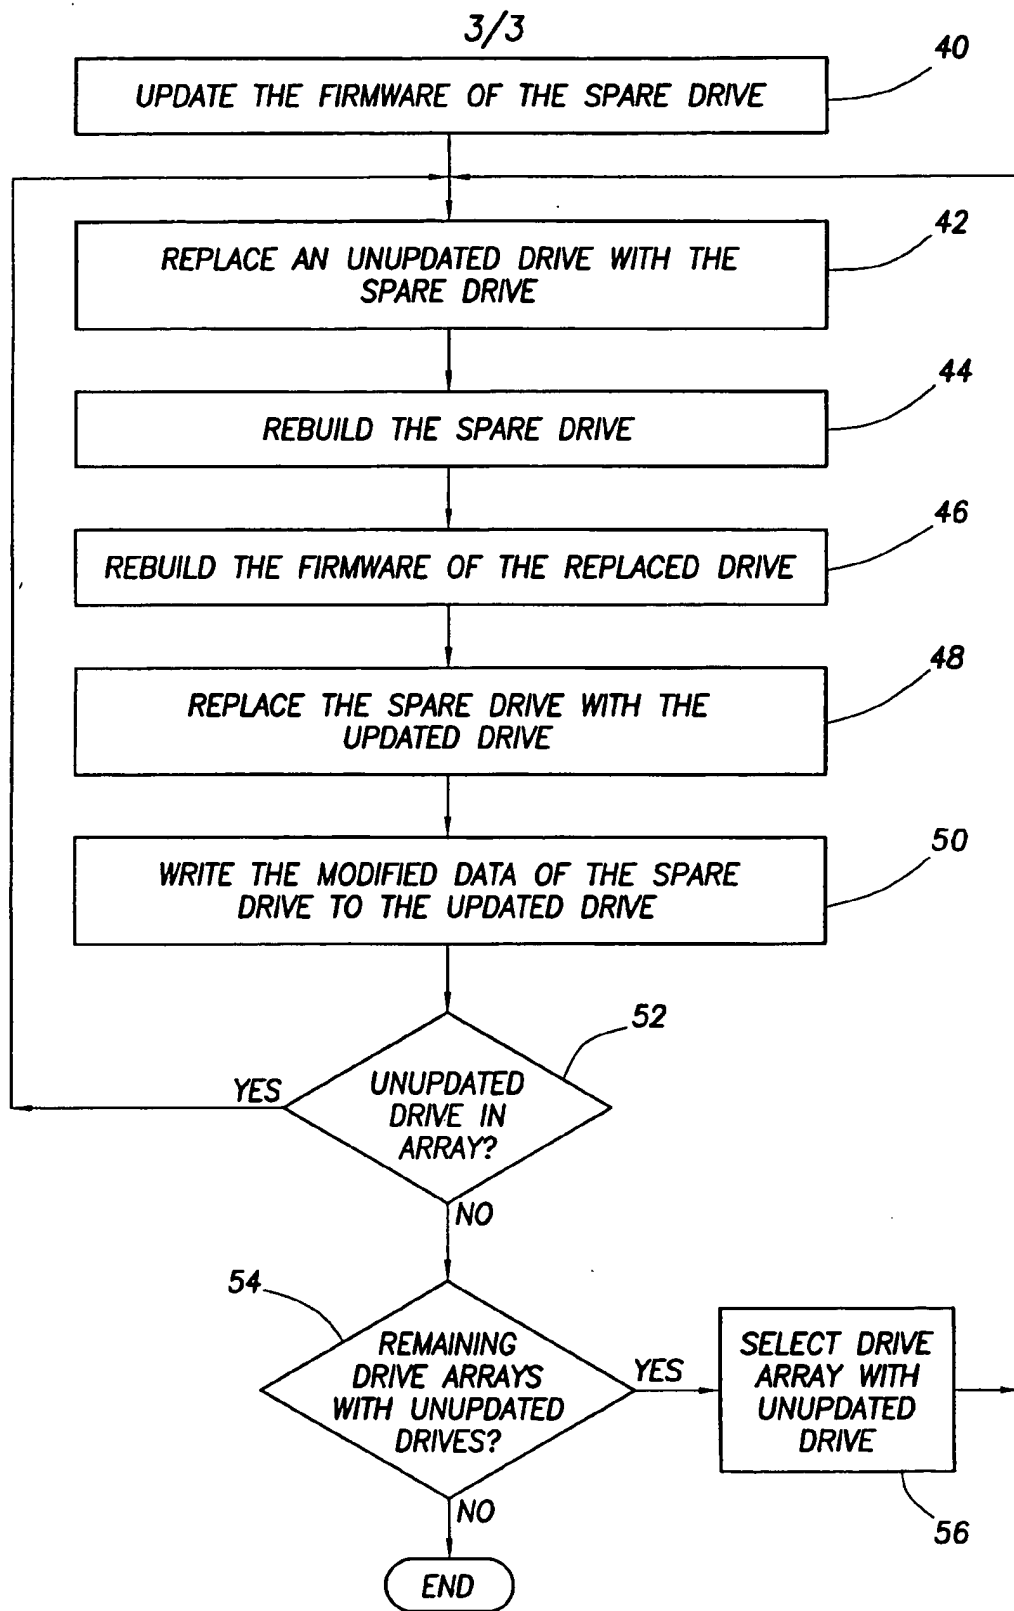 3/3
40
UPDATE THE FIRMWARE OF THE SPARE DRIVE
42
REPLACE AN UNUPDATED DRIVE WITH THE
SPARE DRIVE
44
REBUILD THE SPARE DRIVE
46
REBUILD THE FIRMWARE OF THE REPLACED DRIVE
48
REPLACE THE SPARE DRIVE WITH THE
UPDATED DRIVE
50
WRITE THE MODIFIED DATA OF THE SPARE
DRIVE TO THE UPDATED DRIVE
52
YES
UNUPDATED
DRIVE IN
ARRAY?
NO
54
REMAINING
DRIVE ARRAYS
WITH UNUPDATED
DRIVES?
YES
SELECT DRIVE
ARRAY WITH
UNUPDATED
DRIVE
56
NO
END